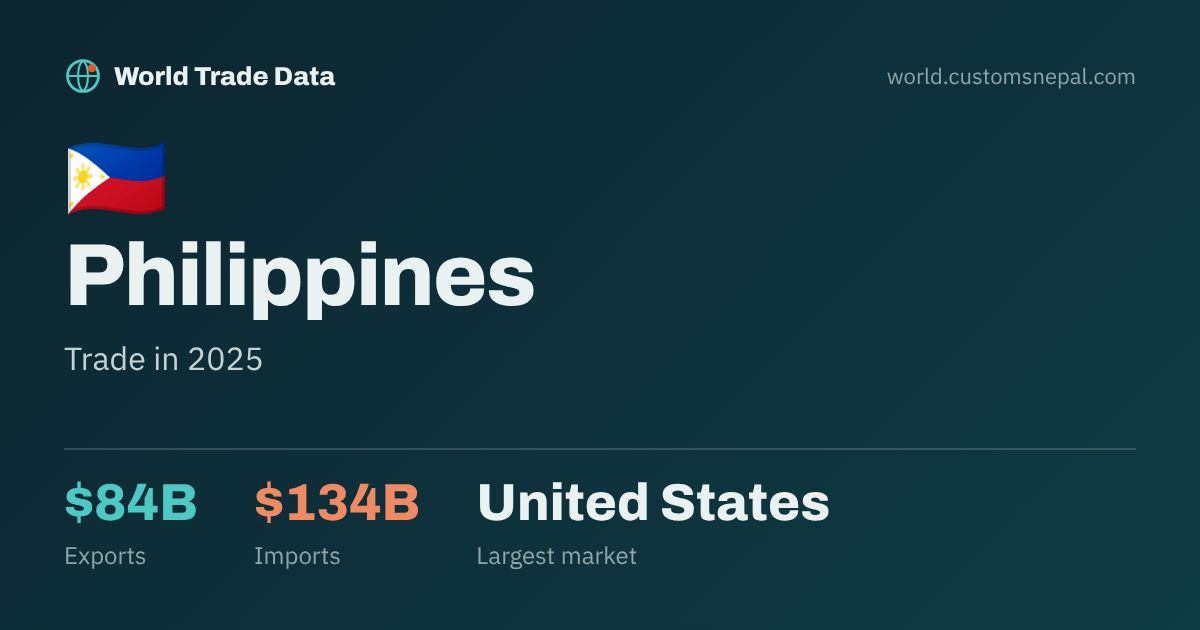 World Trade Data
world.customsnepal.com
Philippines
Trade in 2025
$84B $134B United States
Exports Imports Largest market